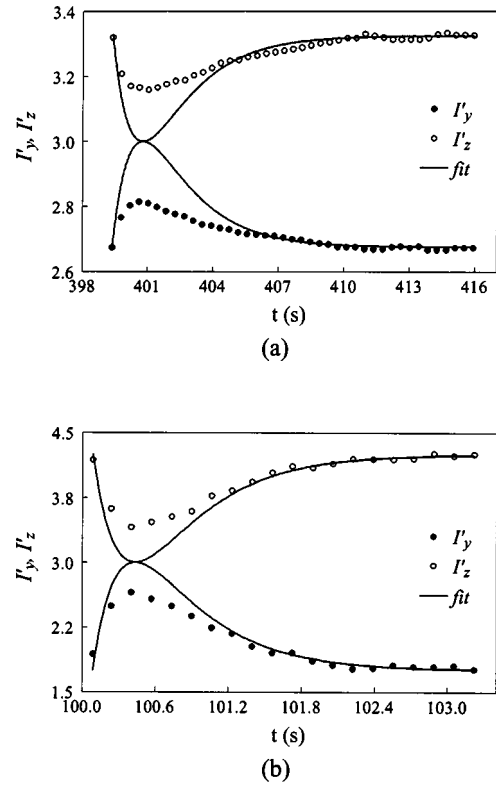 3.4
3.2
3.0
2.8
2.6
I'y, I'z
I'y
I'z
fit
398 401 404 407 410 413 416
t (s)
(a)
4.5
3.8
3.0
2.2
1.5
I'y, I'z
I'y
I'z
fit
100.0 100.6 101.2 101.8 102.4 103.0
t (s)
(b)